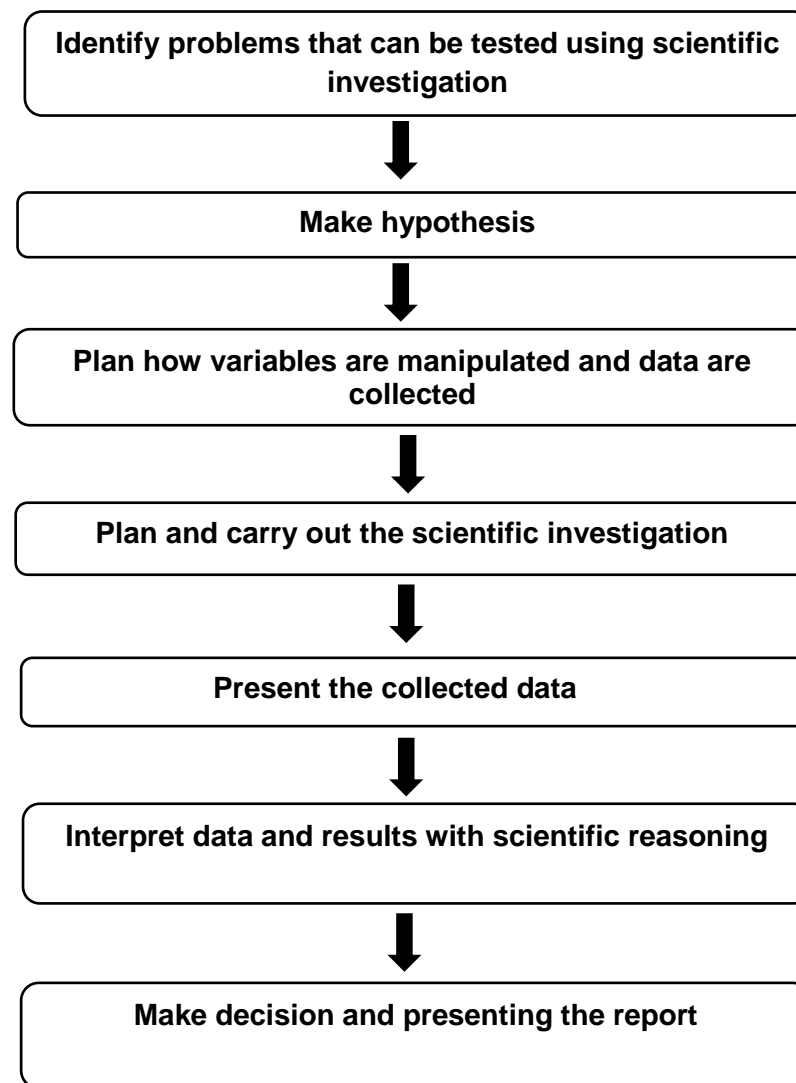 Identify problems that can be tested using scientific
investigation
Make hypothesis
Plan how variables are manipulated and data are
collected
Plan and carry out the scientific investigation
Present the collected data
Interpret data and results with scientific reasoning
Make decision and presenting the report